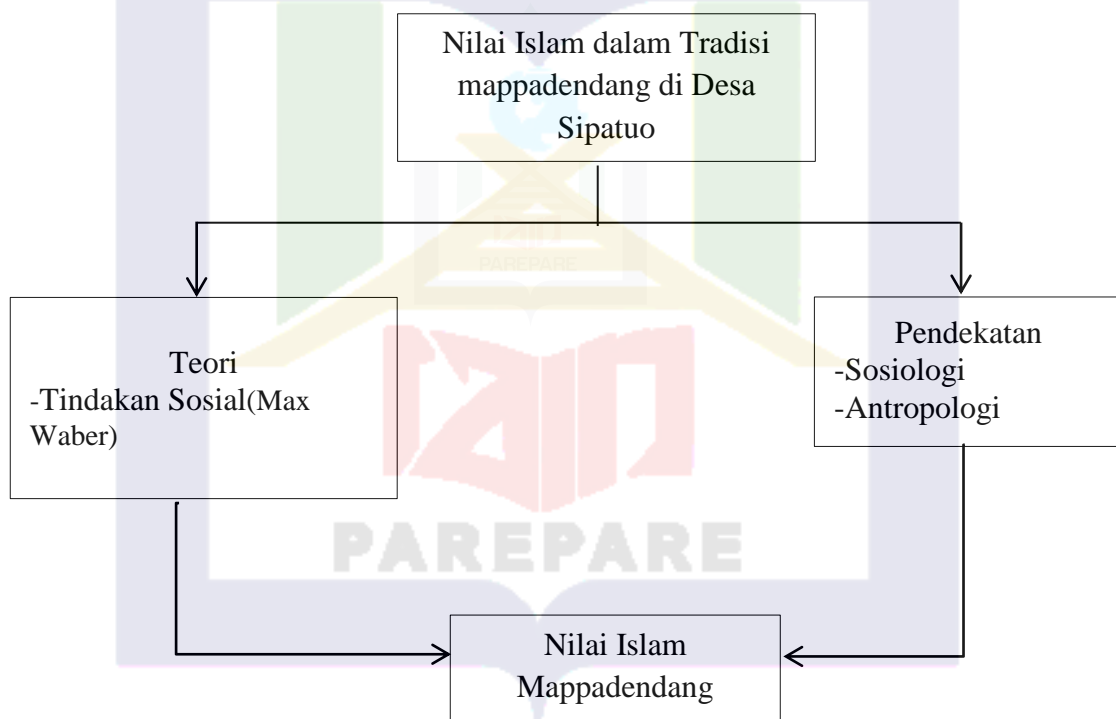 Nilai Islam dalam Tradisi
mappadendang di Desa
Sipatuo
PAREPARE
Teori
-Tindakan Sosial(Max
Waber)
Pendekatan
-Sosiologi
-Antropologi
PAREPARE
Nilai Islam
Mappadendang